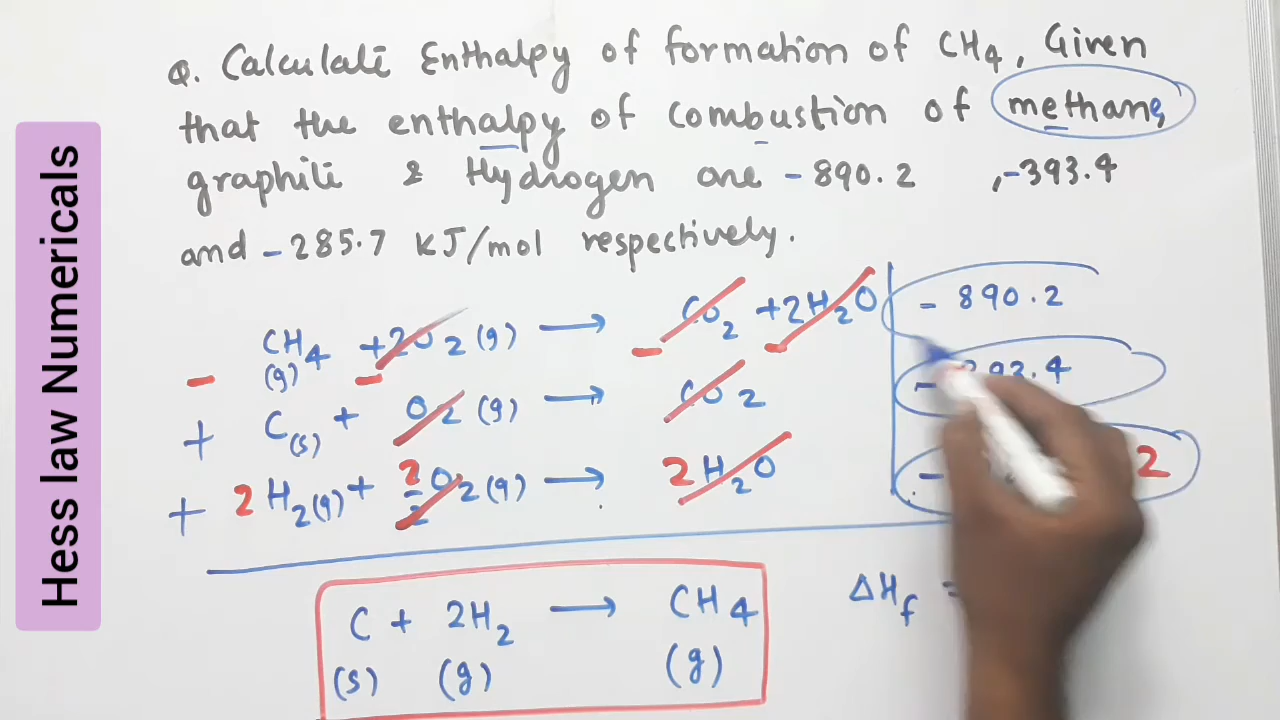 Hess law Numericals
Q. Calculate Enthalpy of formation of CH4, Given
that the enthalpy of combustion of methane,
graphite & Hydrogen are -890.2 , -393.4
and -285.7 KJ/mol respectively.
CH4 (g) + 2O2 (g) → CO2 + 2H2O - 890.2
+ C(s) + O2 (g) → CO2
+ 2H2(g) + O2 (g) → 2H2O 2
C + 2H2 → CH4 ΔHf =
(s) (g) (g)